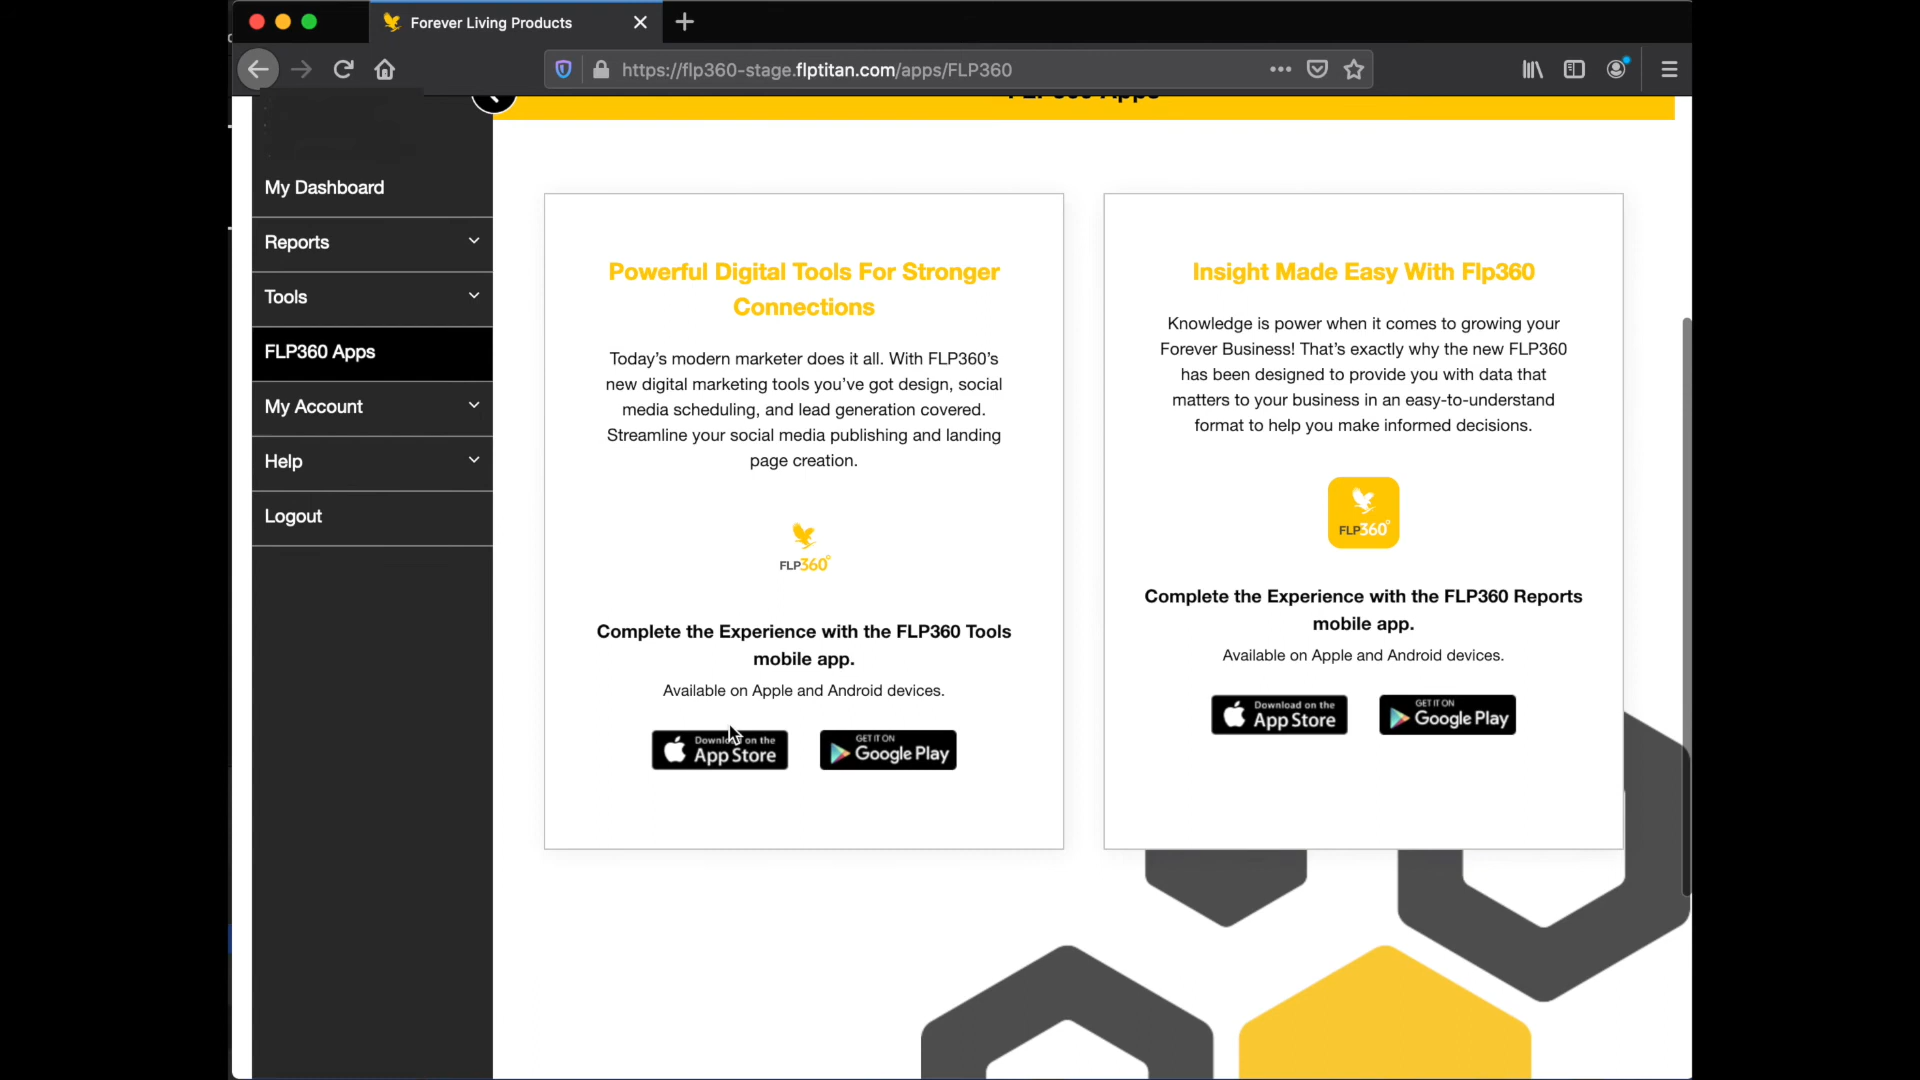 Forever Living Products
https://flp360-stage.flptitan.com/apps/FLP360
FLP360 Apps
My Dashboard
Reports
Tools
FLP360 Apps
My Account
Help
Logout
Powerful Digital Tools For Stronger
Connections
Today's modern marketer does it all. With FLP360's
new digital marketing tools you've got design, social
media scheduling, and lead generation covered.
Streamline your social media publishing and landing
page creation.
FLP360°
Complete the Experience with the FLP360 Tools
mobile app.
Available on Apple and Android devices.
Download on the
App Store
GET IT ON
Google Play
Insight Made Easy With Flp360
Knowledge is power when it comes to growing your
Forever Business! That's exactly why the new FLP360
has been designed to provide you with data that
matters to your business in an easy-to-understand
format to help you make informed decisions.
FLP360°
Complete the Experience with the FLP360 Reports
mobile app.
Available on Apple and Android devices.
Download on the
App Store
GET IT ON
Google Play